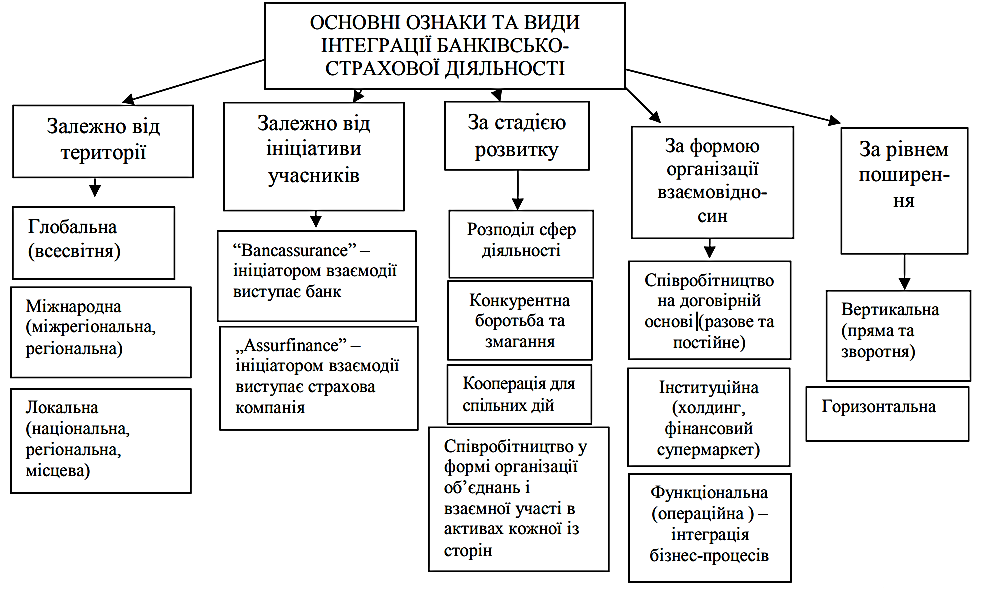 ОСНОВНІ ОЗНАКИ ТА ВИДИ
ІНТЕГРАЦІЇ БАНКІВСЬКО-
СТРАХОВОЇ ДІЯЛЬНОСТІ
Залежно від
території
Глобальна
(всесвітня)
Міжнародна
(міжрегіональна,
регіональна)
Локальна
(національна,
регіональна,
місцева)
Залежно від
ініціативи
учасників
“Bancassurance” –
ініціатором взаємодії
виступає банк
„Assurfinance” –
ініціатором взаємодії
виступає страхова
компанія
За стадією
розвитку
Розподіл сфер
діяльності
Конкурентна
боротьба та
змагання
Кооперація для
спільних дій
Співробітництво у
формі організації
об’єднань і
взаємної участі в
активах кожної із
сторін
За формою
організації
взаємовідно-
син
Співробітництво
на договірній
основі (разове та
постійне)
Інституційна
(холдинг,
фінансовий
супермаркет)
Функціональна
(операційна ) –
інтеграція
бізнес-процесів
За рівнем
поширен-
ня
Вертикальна
(пряма та
зворотня)
Горизонтальна